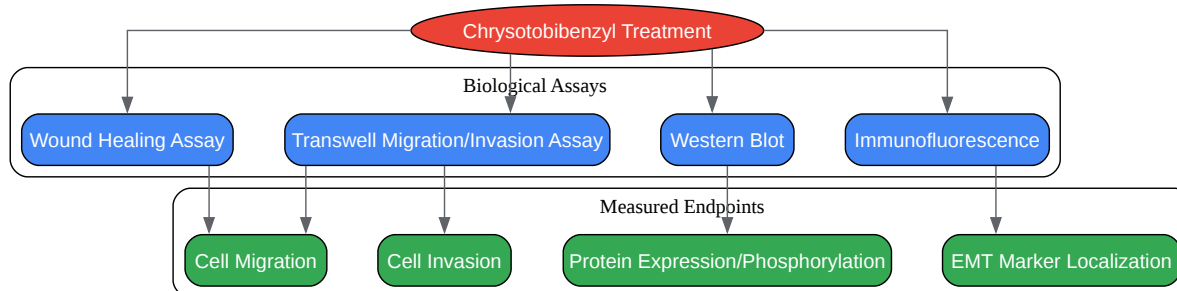 Chrysotobibenzyl Treatment
Biological Assays
Wound Healing Assay
Transwell Migration/Invasion Assay
Western Blot
Immunofluorescence
Measured Endpoints
Cell Migration
Cell Invasion
Protein Expression/Phosphorylation
EMT Marker Localization